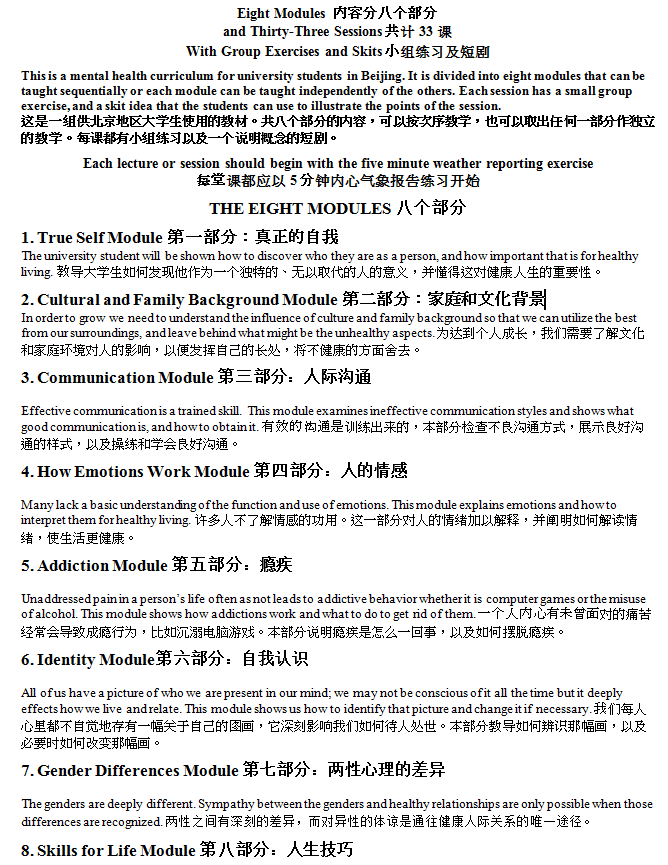 Eight Modules 内容分八个部分
and Thirty-Three Sessions共计 33 课
With Group Exercises and Skits小组练习及短剧
This is a mental health curriculum for university students in Beijing. It is divided into eight modules that can be
taught sequentially or each module can be taught independently of the others. Each session has a small group
exercise, and a skit idea that the students can use to illustrate the points of the session.
这是一组供北京地区大学生使用的教材。共八个部分的内容，可以按次序教学，也可以取出任何一部分作独立
的教学。每课都有小组练习以及一个说明概念的短剧。
Each lecture or session should begin with the five minute weather reporting exercise
每堂课都应以 5分钟内心气象报告练习开始
THE EIGHT MODULES 八个部分
1. True Self Module 第一部分：真正的自我
The university student will be shown how to discover who they are as a person, and how important that is for healthy
living. 教导大学生如何发现他作为一个独特的、无以取代的人的意义，并懂得这对健康人生的重要性。
2. Cultural and Family Background Module 第二部分：家庭和文化背景
In order to grow we need to understand the influence of culture and family background so that we can utilize the best
from our surroundings, and leave behind what might be the unhealthy aspects.为达到个人成长，我们需要了解文化
和家庭环境对人的影响，以便发挥自己的长处，将不健康的方面舍去。
3. Communication Module 第三部分：人际沟通
Effective communication is a trained skill. This module examines ineffective communication styles and shows what
good communication is, and how to obtain it. 有效的沟通是训练出来的，本部分检查不良沟通方式，展示良好沟
通的样式，以及操练和学会良好沟通。
4. How Emotions Work Module 第四部分：人的情感
Many lack a basic understanding of the function and use of emotions. This module explains emotions and how to
interpret them for healthy living. 许多人不了解情感的功用。这一部分对人的情绪加以解释，并阐明如何解读情
绪，使生活更健康。
5. Addiction Module 第五部分：瘾疾
Unaddressed pain in a person’s life often as not leads to addictive behavior whether it is computer games or the misuse
of alcohol. This module shows how addictions work and what to do to get rid of them.一个人内心有未曾面对的痛苦
经常会导致成瘾行为，比如沉溺电脑游戏。本部分说明瘾疾是怎么一回事，以及如何摆脱瘾疾。
6. Identity Module第六部分：自我认识
All of us have a picture of who we are present in our mind; we may not be conscious of it all the time but it deeply
effects how we live and relate. This module shows us how to identify that picture and change it if necessary.我们每人
心里都不自觉地存有一幅关于自己的图画，它深刻影响我们如何待人处世。本部分教导如何辨识那幅画，以及
必要时如何改变那幅画。
7. Gender Differences Module 第七部分：两性心理的差异
The genders are deeply different. Sympathy between the genders and healthy relationships are only possible when those
differences are recognized. 两性之间有深刻的差异，而对异性的体谅是通往健康人际关系的唯一途径。
8. Skills for Life Module 第八部分：人生技巧